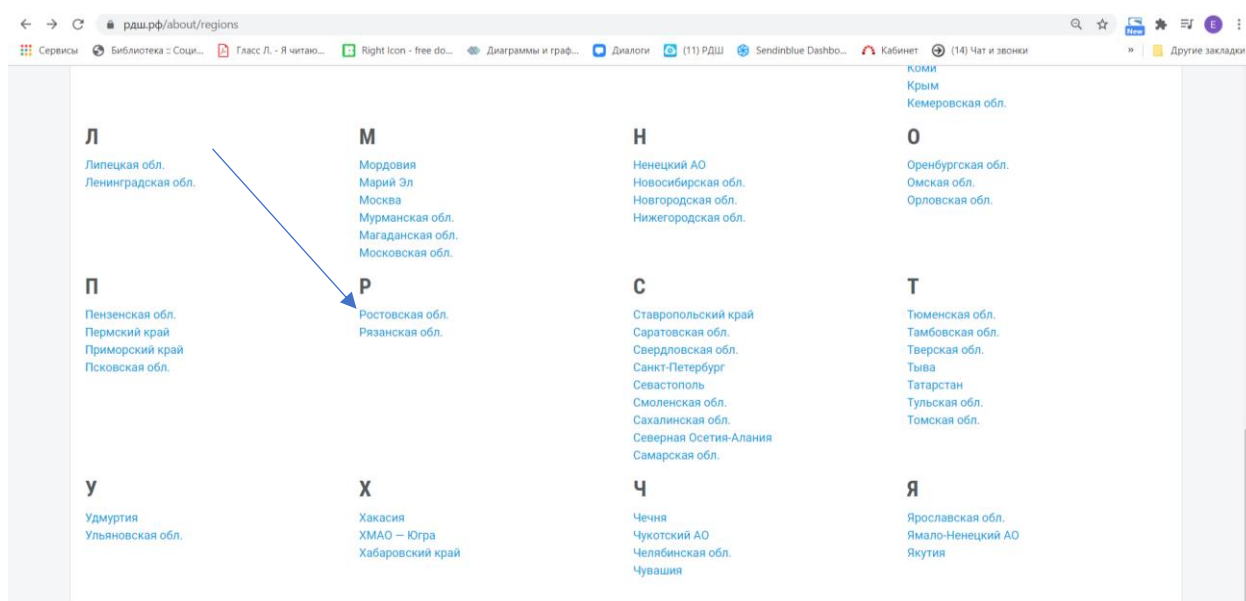 рдш.рф/about/regions
New
E
Сервисы Библиотека :: Соци... Гласс Л. - Я читаю... Right Icon - free do... Диаграммы и граф... Диалоги (11) РДШ Sendinblue Dashbo... Кабинет (14) Чат и звонки » Другие закладки
Коми
Крым
Кемеровская обл.
Л
Липецкая обл.
Ленинградская обл.
М
Мордовия
Марий Эл
Москва
Мурманская обл.
Магаданская обл.
Московская обл.
Н
Ненецкий АО
Новосибирская обл.
Новгородская обл.
Нижегородская обл.
О
Оренбургская обл.
Омская обл.
Орловская обл.
П
Пензенская обл.
Пермский край
Приморский край
Псковская обл.
Р
Ростовская обл.
Рязанская обл.
С
Ставропольский край
Саратовская обл.
Свердловская обл.
Санкт-Петербург
Севастополь
Смоленская обл.
Сахалинская обл.
Северная Осетия-Алания
Самарская обл.
Т
Тюменская обл.
Тамбовская обл.
Тверская обл.
Тыва
Татарстан
Тульская обл.
Томская обл.
У
Удмуртия
Ульяновская обл.
Х
Хакасия
ХМАО — Югра
Хабаровский край
Ч
Чечня
Чукотский АО
Челябинская обл.
Чувашия
Я
Ярославская обл.
Ямало-Ненецкий АО
Якутия